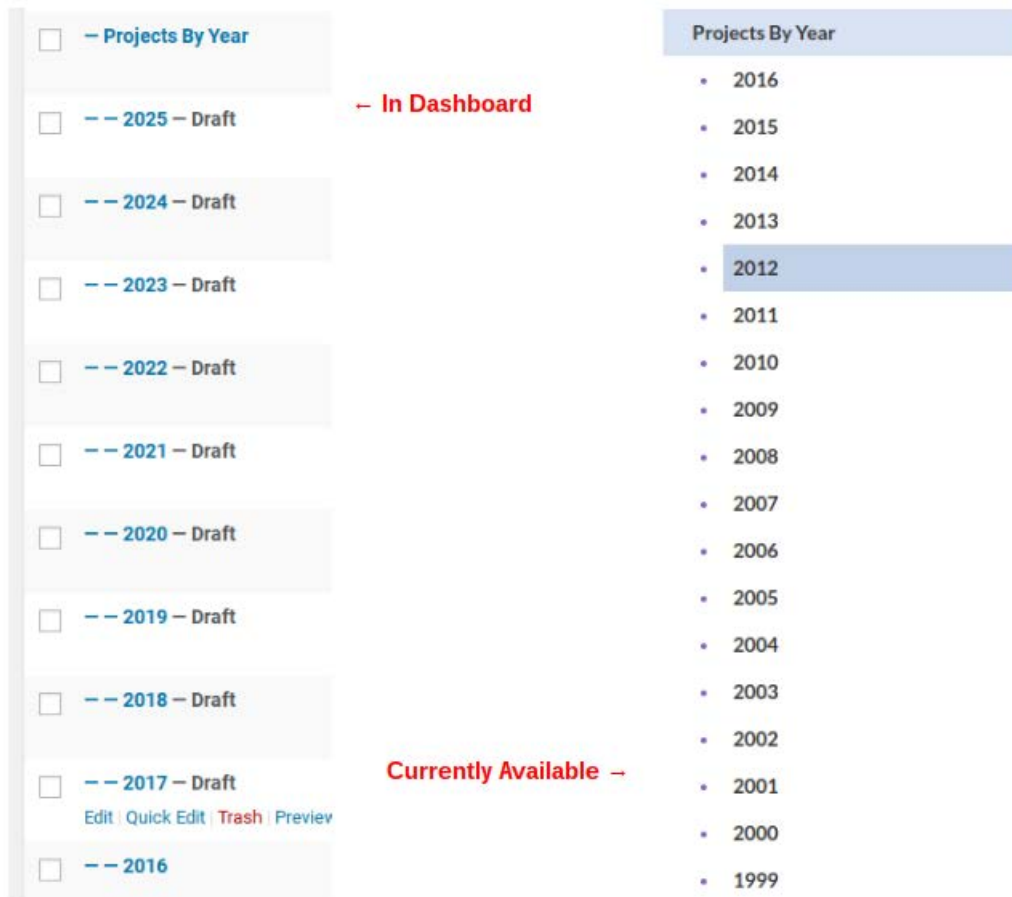 — Projects By Year
← In Dashboard
— — 2025 — Draft
— — 2024 — Draft
— — 2023 — Draft
— — 2022 — Draft
— — 2021 — Draft
— — 2020 — Draft
— — 2019 — Draft
— — 2018 — Draft
— — 2017 — Draft
Edit | Quick Edit | Trash | Preview
— — 2016
Currently Available →
Projects By Year
• 2016
• 2015
• 2014
• 2013
• 2012
• 2011
• 2010
• 2009
• 2008
• 2007
• 2006
• 2005
• 2004
• 2003
• 2002
• 2001
• 2000
• 1999